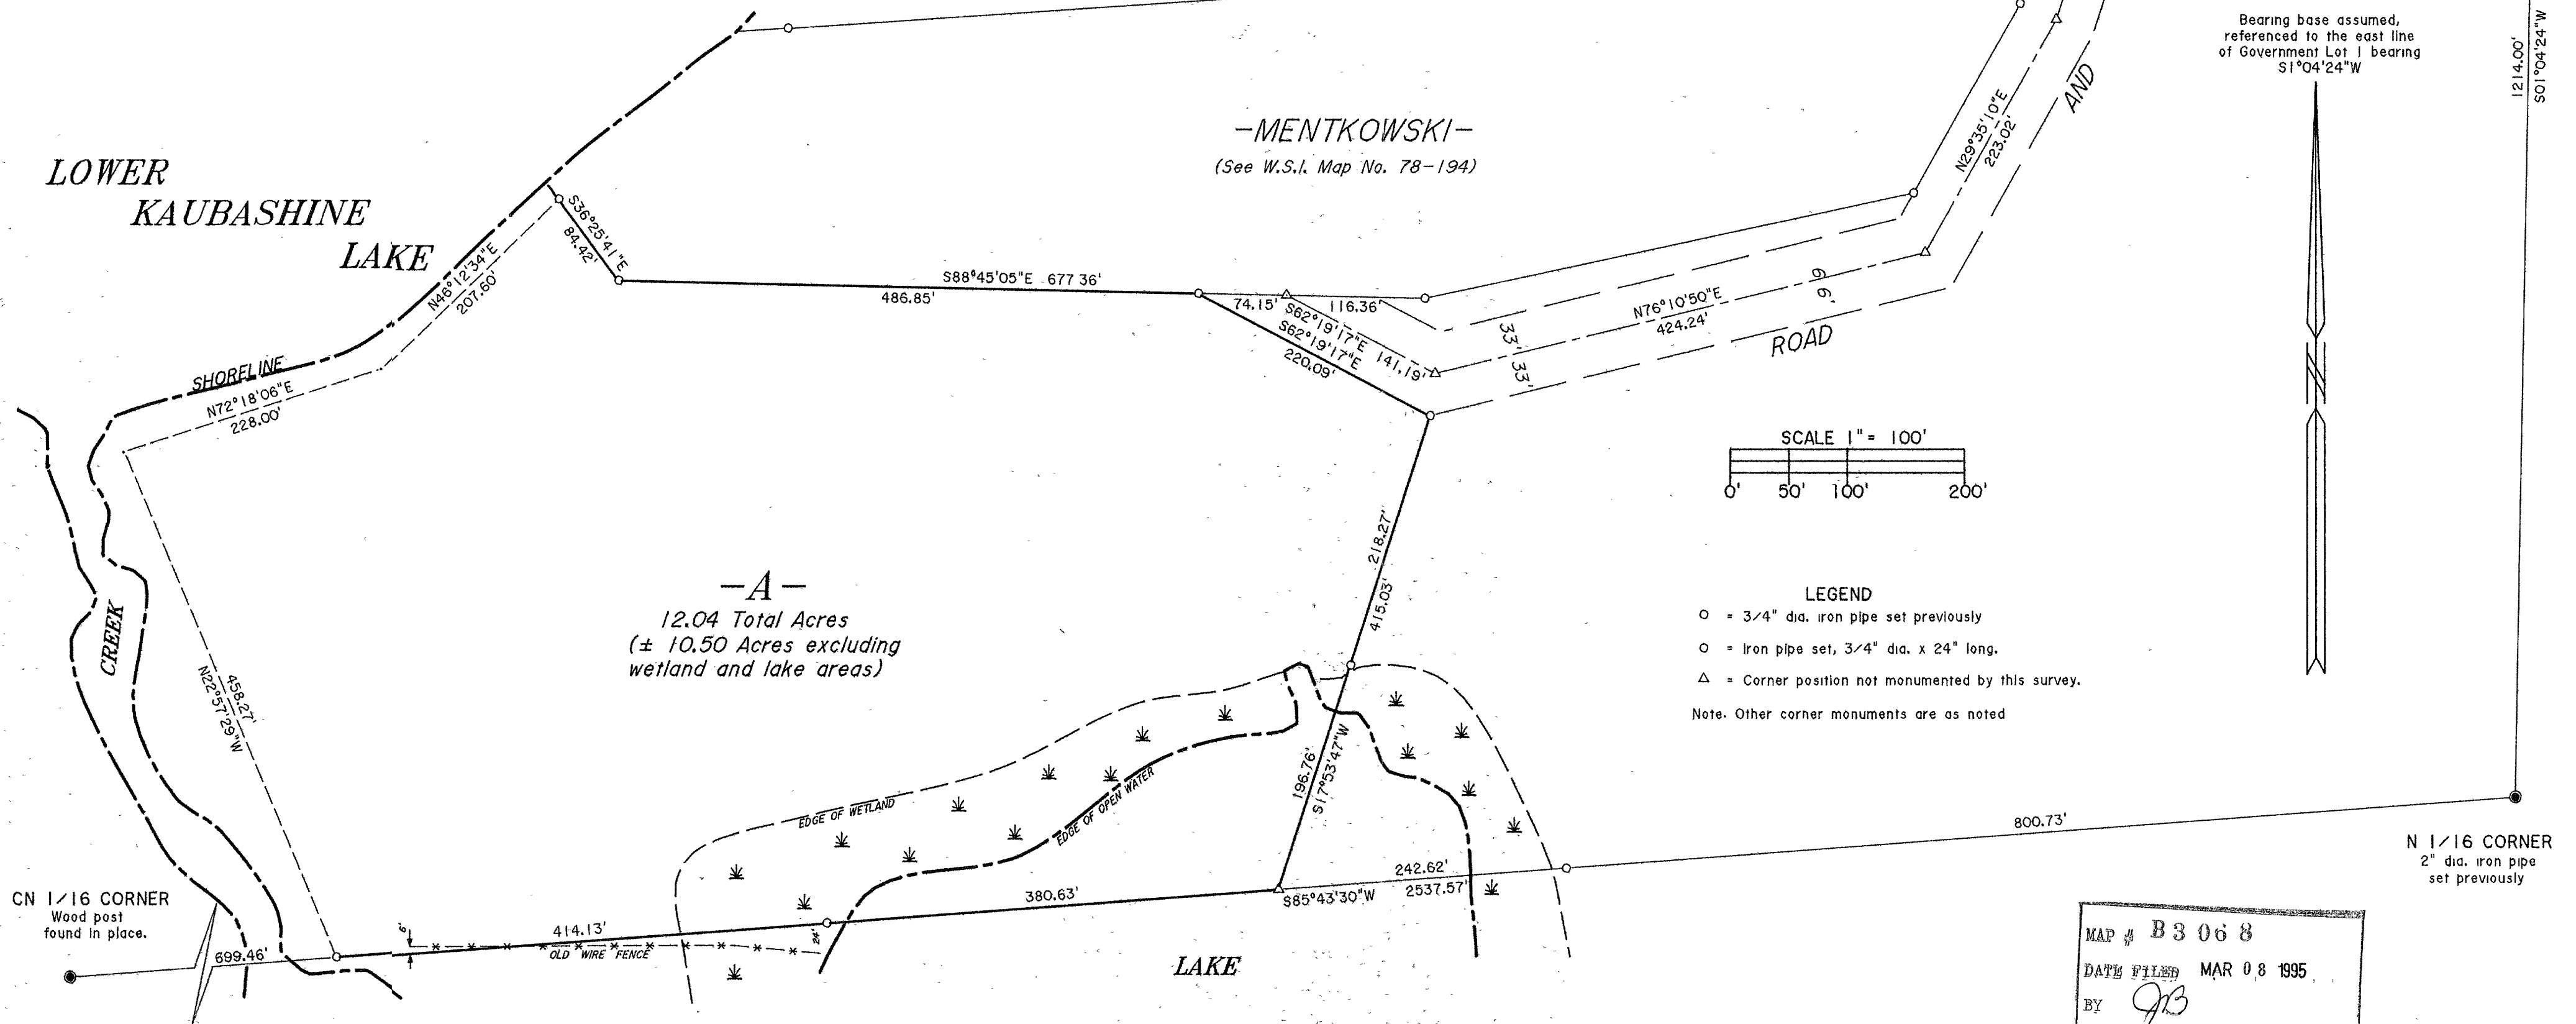 Bearing base assumed,
referenced to the east line
of Government Lot 1 bearing
S1°04'24"W
1214.00'
S01°04'24"W
-MENTKOWSKI-
(See W.S.I. Map No. 78-194)
N29°35'10"E
223.02'
AND
LOWER
KAUBASHINE
LAKE
S36°25'41"E
84.42'
N46°12'34"E
207.60'
S88°45'05"E 677 36'
486.85'
74.15'
116.36'
S62°19'17"E 141.19'
S62°19'17"E
220.09'
66'
N76°10'50"E
424.24'
33'
33'
ROAD
SHORELINE
N72°18'06"E
228.00'
SCALE 1" = 100'
0' 50' 100' 200'
218.27'
415.03'
-A-
12.04 Total Acres
(± 10.50 Acres excluding
wetland and lake areas)
CREEK
458.27'
N22°57'29"W
LEGEND
○ = 3/4" dia. iron pipe set previously
○ = Iron pipe set, 3/4" dia. x 24" long.
△ = Corner position not monumented by this survey.
Note. Other corner monuments are as noted
196.76'
S17°53'47"W
EDGE OF WETLAND
EDGE OF OPEN WATER
800.73'
N 1/16 CORNER
2" dia. iron pipe
set previously
242.62'
S85°43'30"W 2537.57'
380.63'
CN 1/16 CORNER
Wood post
found in place.
699.46'
6'
414.13'
OLD WIRE FENCE
24'
LAKE
MAP # B3068
DATE FILED MAR 08 1995
BY JB